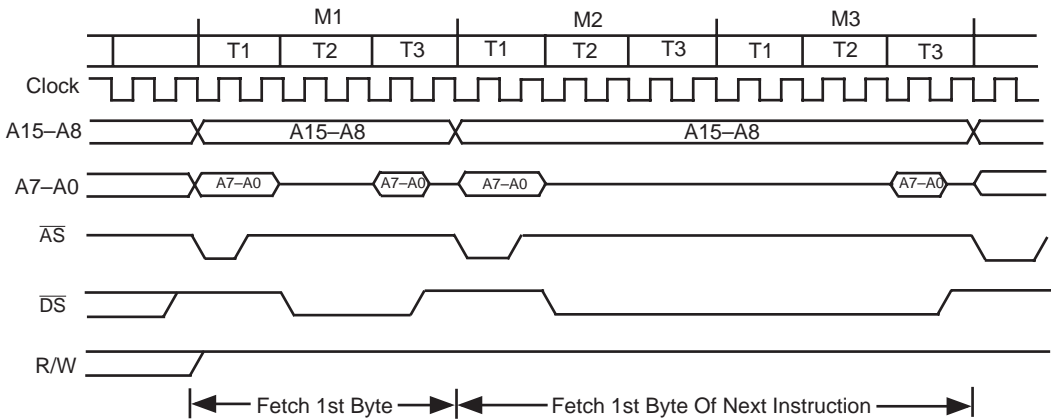 M1 M2 M3
T1 T2 T3 T1 T2 T3 T1 T2 T3
Clock
A15–A8 A15–A8 A15–A8
A7–A0 A7–A0 A7–A0 A7–A0 A7–A0
AS
DS
R/W
Fetch 1st Byte Fetch 1st Byte Of Next Instruction